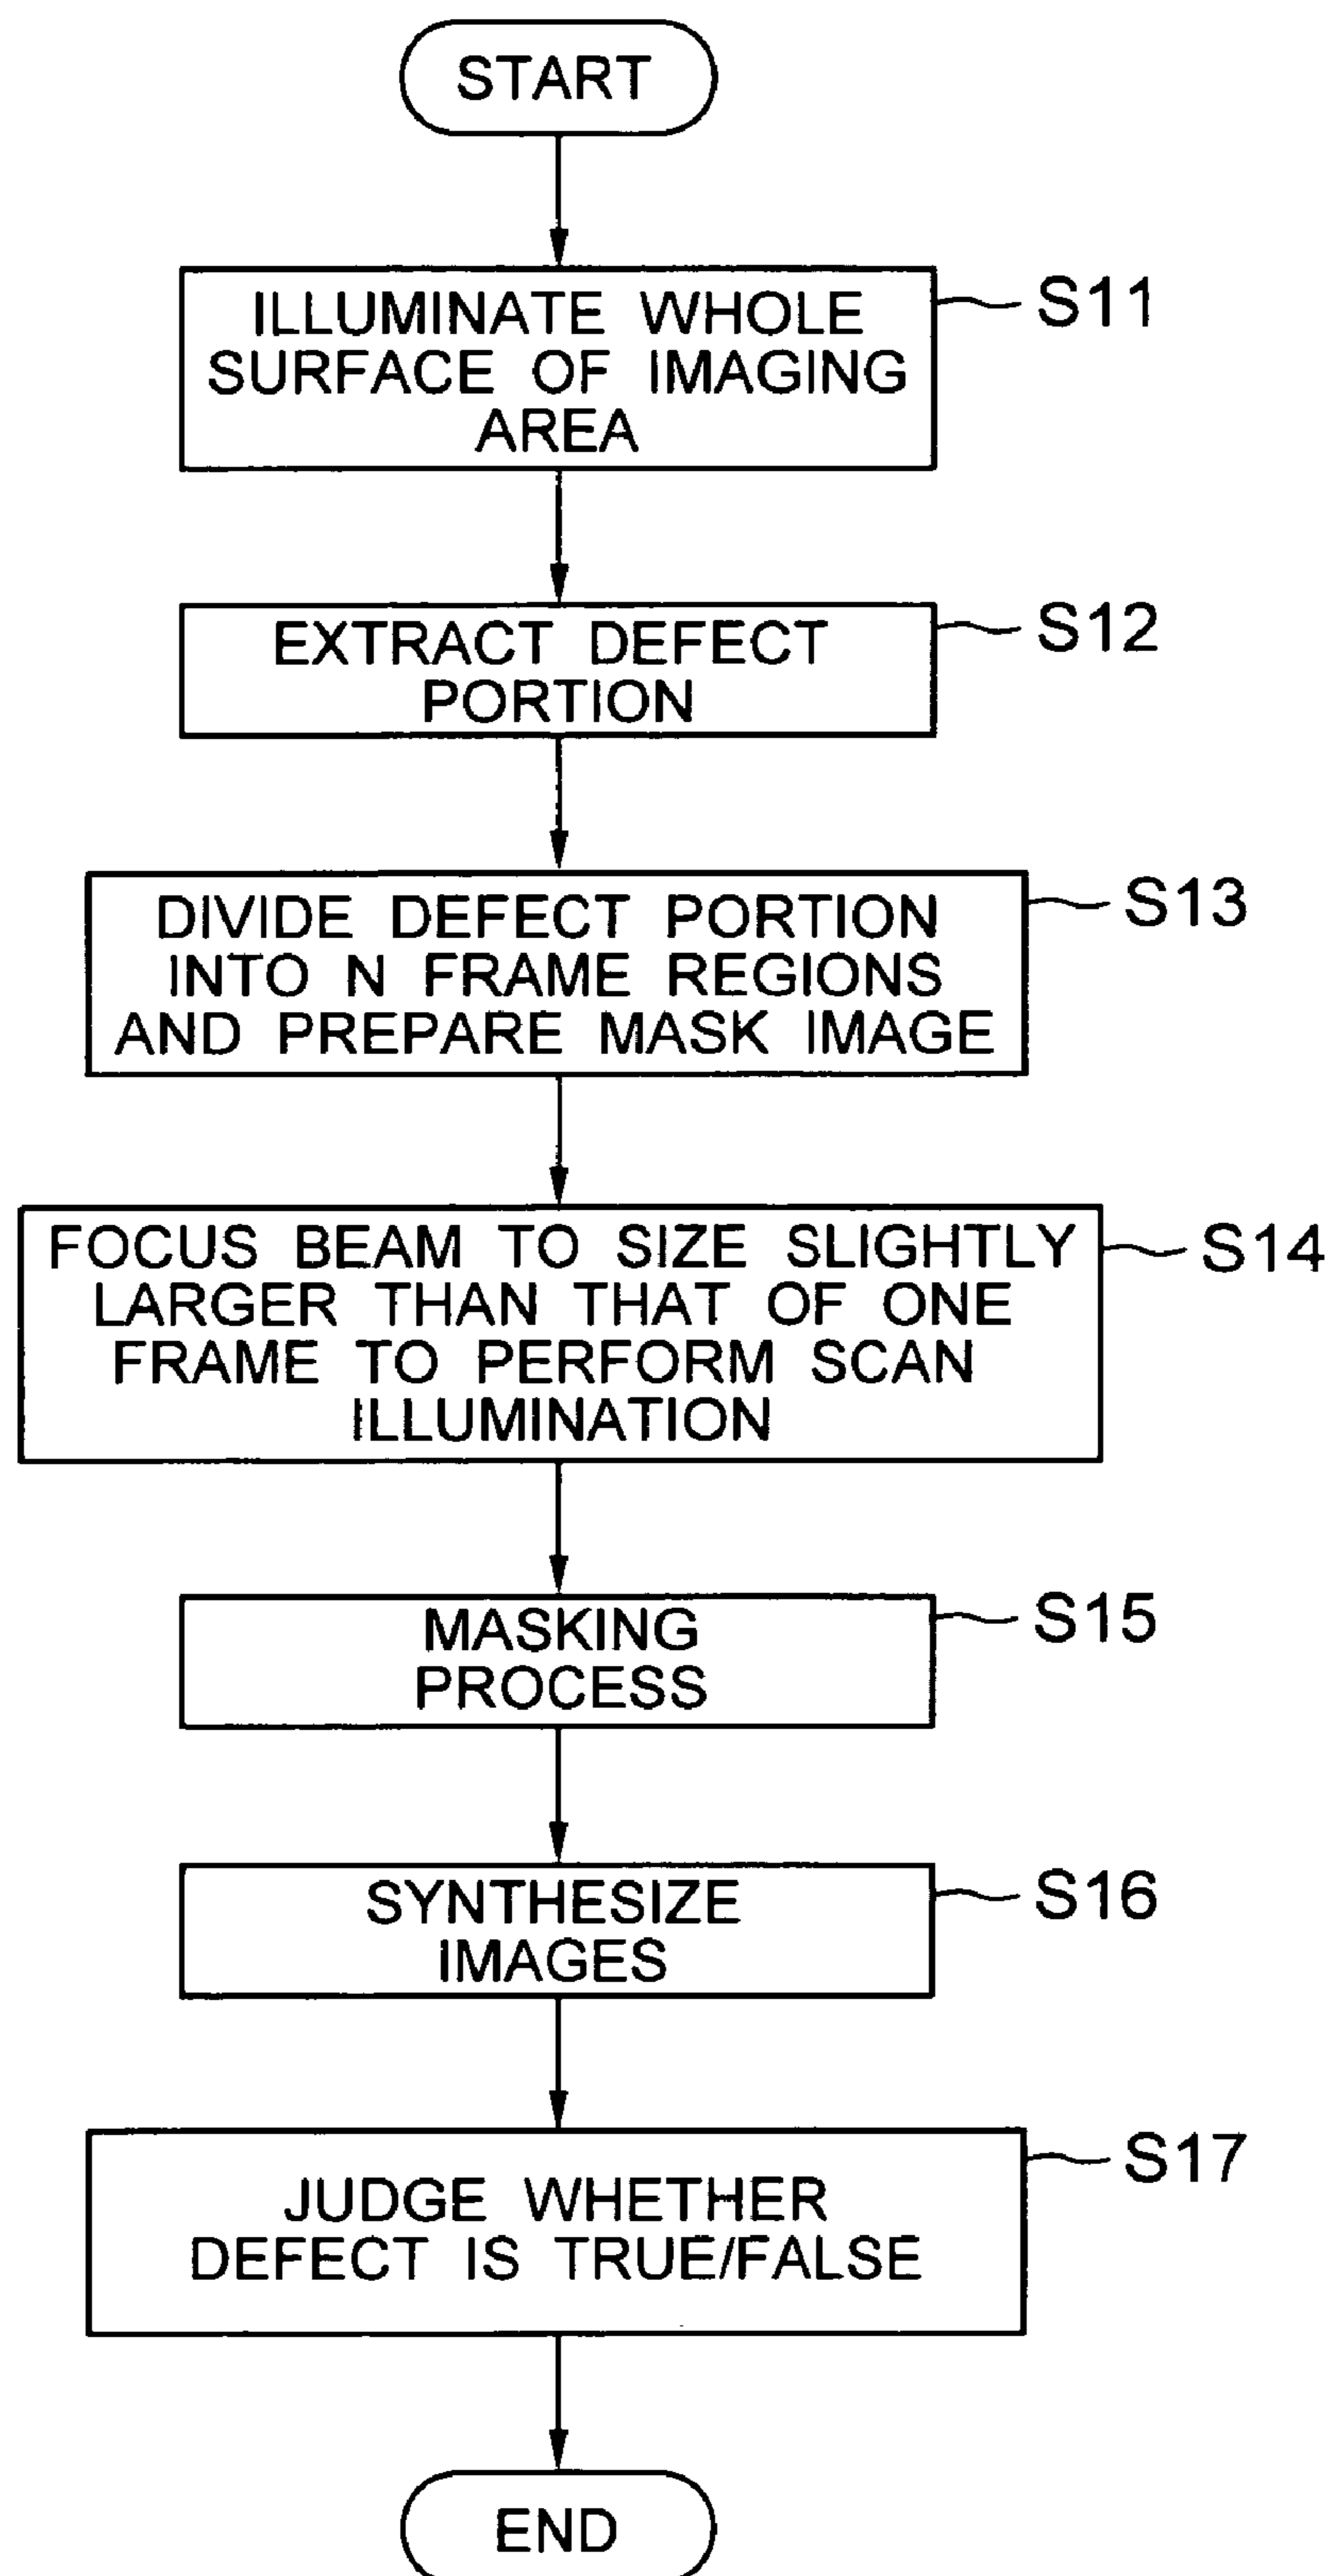 START
ILLUMINATE WHOLE
SURFACE OF IMAGING
AREA
S11
EXTRACT DEFECT
PORTION
S12
DIVIDE DEFECT PORTION
INTO N FRAME REGIONS
AND PREPARE MASK IMAGE
S13
FOCUS BEAM TO SIZE SLIGHTLY
LARGER THAN THAT OF ONE
FRAME TO PERFORM SCAN
ILLUMINATION
S14
MASKING
PROCESS
S15
SYNTHESIZE
IMAGES
S16
JUDGE WHETHER
DEFECT IS TRUE/FALSE
S17
END